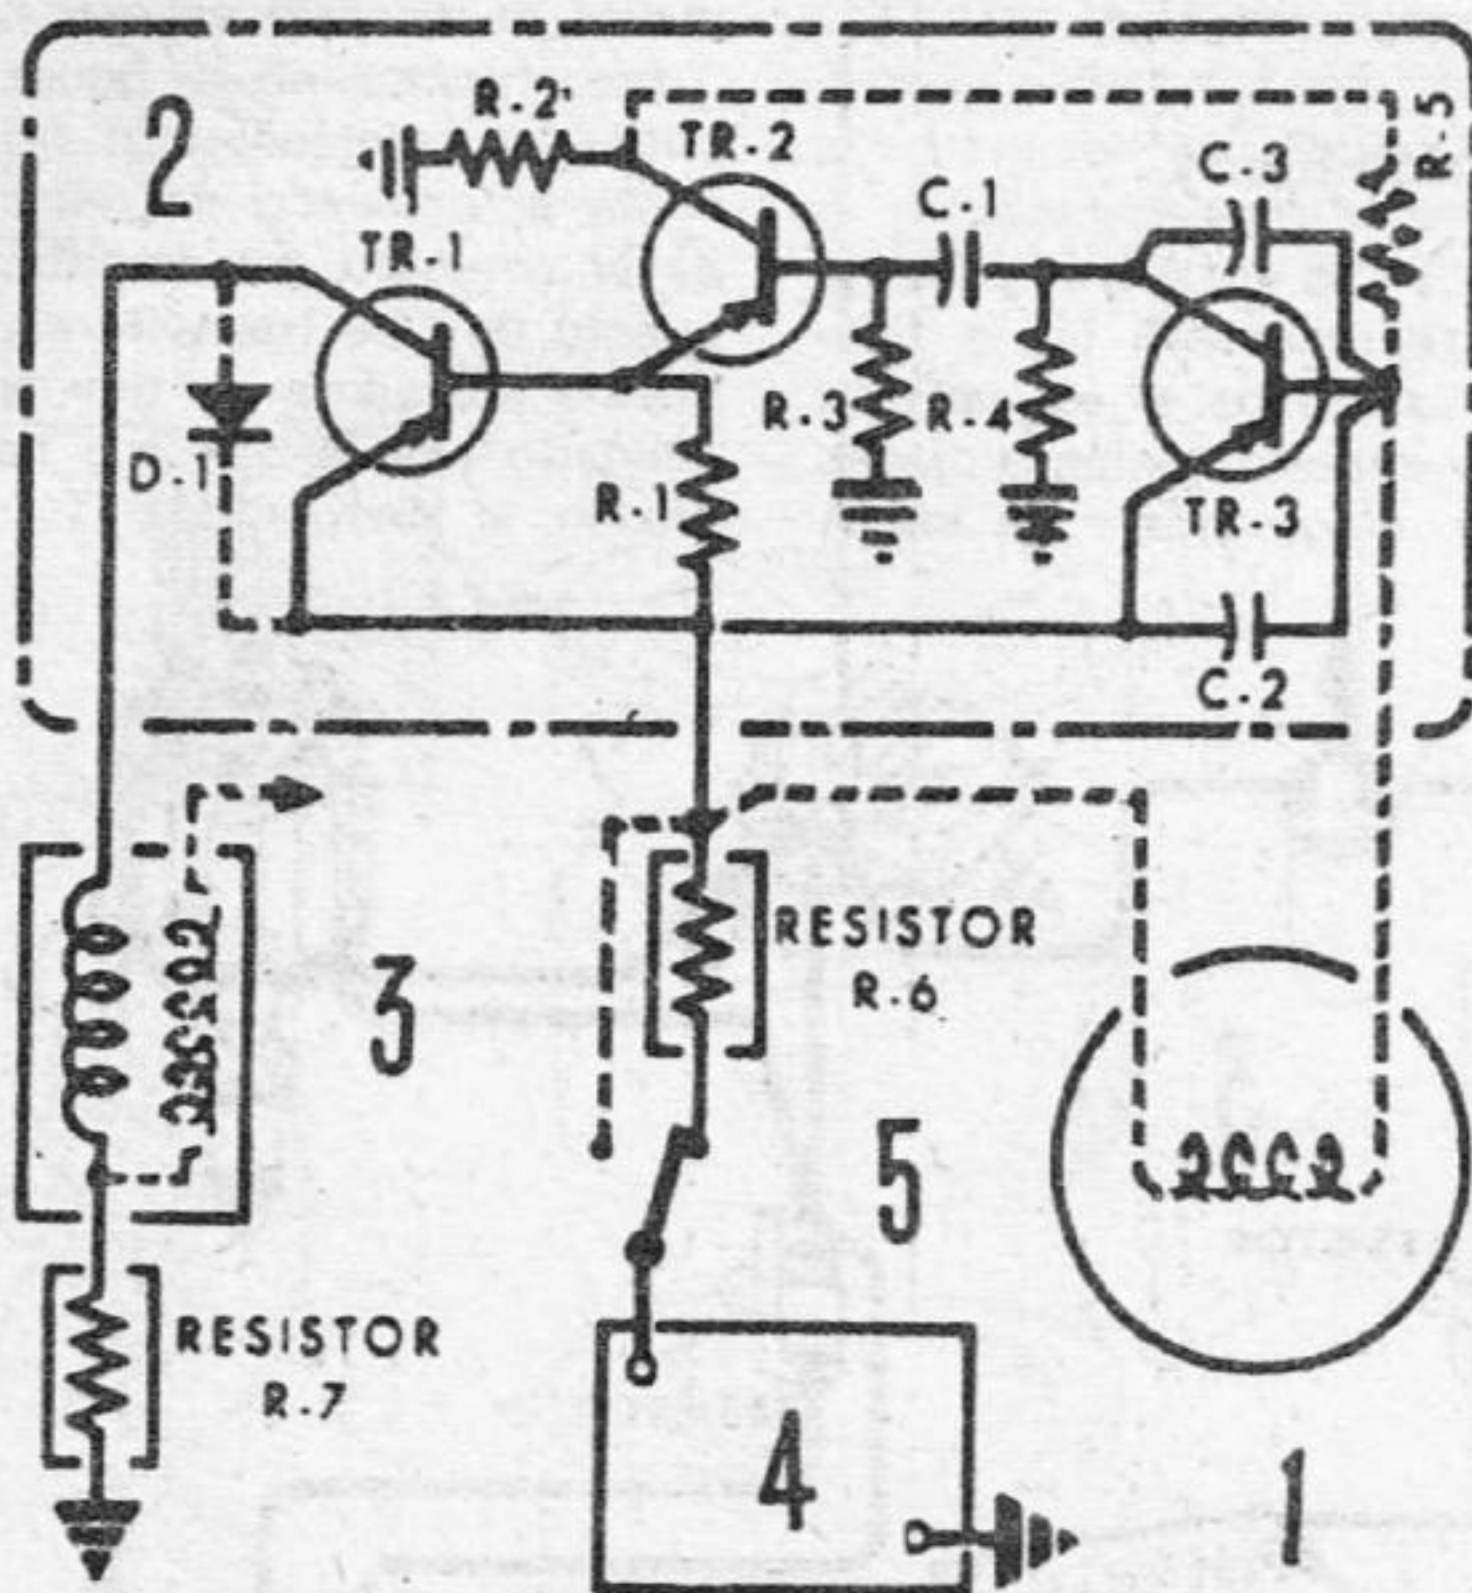 2
R-2
TR-2
R-5
C-3
C-1
TR-1
R-3
R-4
D-1
R-1
TR-3
C-2
3
RESISTOR
R-6
5
RESISTOR
R-7
4
1